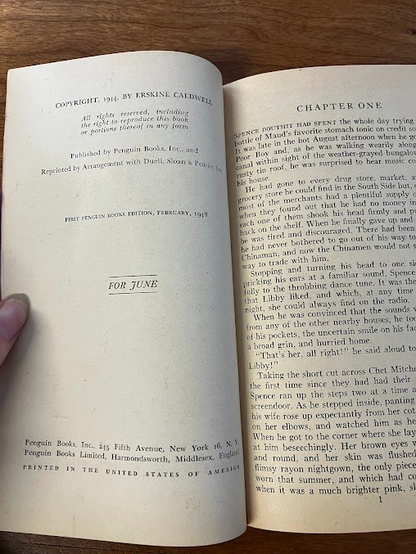 COPYRIGHT, 1944, BY ERSKINE CALDWELL
All rights reserved, including
the right to reproduce this book
or portions thereof in any form
Published by Penguin Books, Inc., and
Reprinted by Arrangement with Duell, Sloan & Pearce, Inc.
FIRST PENGUIN BOOKS EDITION, FEBRUARY, 1948
FOR JUNE
Penguin Books, Inc., 245 Fifth Avenue, New York 16, N. Y.
Penguin Books Limited, Harmondsworth, Middlesex, England
PRINTED IN THE UNITED STATES OF AMERICA
CHAPTER ONE
SPENCE DOUTHIT HAD SPENT the whole day trying
bottle of Maud's favorite stomach tonic on credit so
It was late in the hot August afternoon when he go
Poor Boy and, as he was walking wearily along
canal within sight of the weather-grayed bungalow
rusty tin roof, he was surprised to hear music co
his house.
He had gone to every drug store, market, a
grocery store he could find in the South Side but,
most of the merchants had a plentiful supply o
when they found out that he had no money in
each one of them shook his head firmly and p
back on the shelf. When he finally gave up and
he was tired and discouraged. There had been
he had never bothered to go out of his way to
Chinaman, and now the Chinamen would not
way to trade with him.
Stopping and turning his head to one si
pricking his ears at a familiar sound, Spence
fully to the throbbing dance tune. It was the
that Libby liked, and which, at any time
night, she could always find on the radio.
When he was convinced that the sounds
from any of the other nearby houses, he too
of his pockets, the uncertain smile on his fac
a broad grin, and hurried home.
"That's her, all right!" he said aloud to
Libby!"
Taking the short cut across Chet Mitche
the first time since they had had their
Spence ran up the steps two at a time a
screendoor. As he stepped inside, panting
his wife rose up expectantly from her cot
on her elbows, and watched him as he
When he got to the corner where she lay
at him beseechingly. Her brown eyes w
and round, and her skin was flushed
flimsy rayon nightgown, the only piece
worn that summer, and which had co
when it was a much brighter pink, sl
1